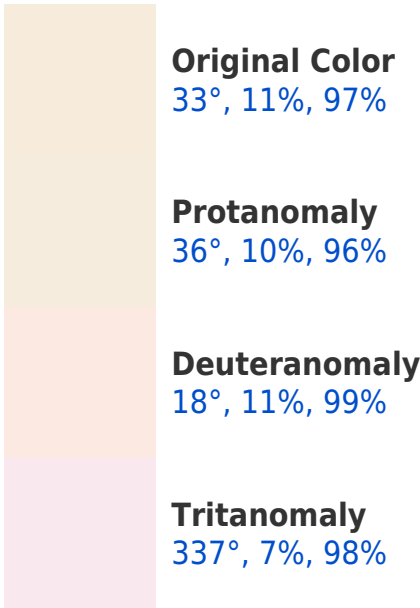 Original Color
33°, 11%, 97%
Protanomaly
36°, 10%, 96%
Deuteranomaly
18°, 11%, 99%
Tritanomaly
337°, 7%, 98%